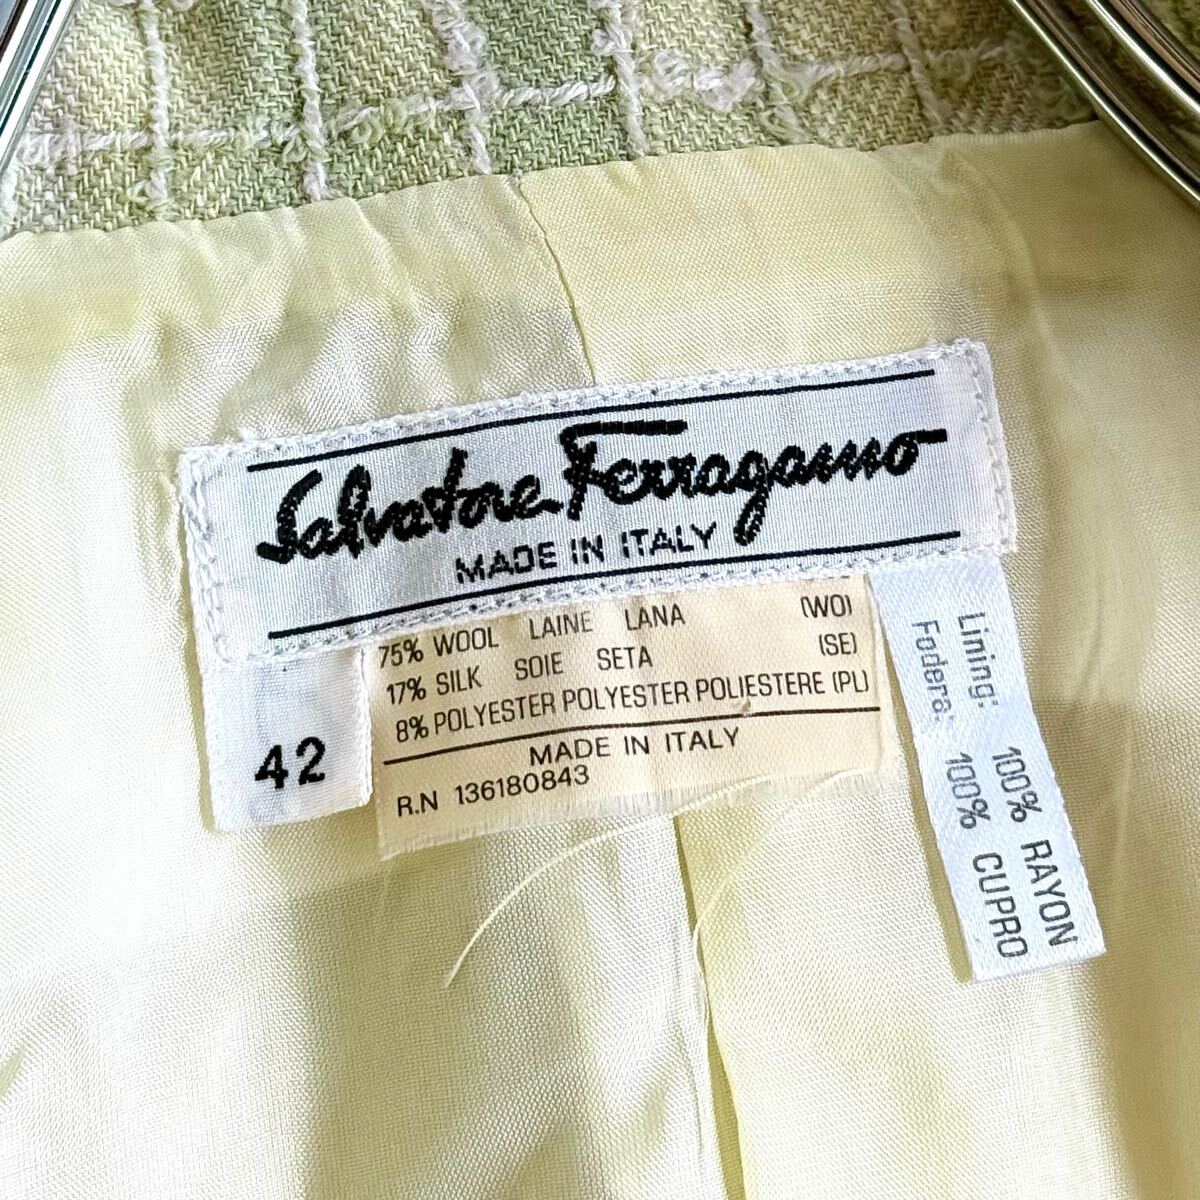 Salvatore Ferragamo
MADE IN ITALY
42
75% WOOL LAINE LANA (WO)
17% SILK SOIE SETA (SE)
8% POLYESTER POLYESTER POLIESTERE (PL)
MADE IN ITALY
R.N 136180843
Lining: 100% RAYON
Fodera: 100% CUPRO